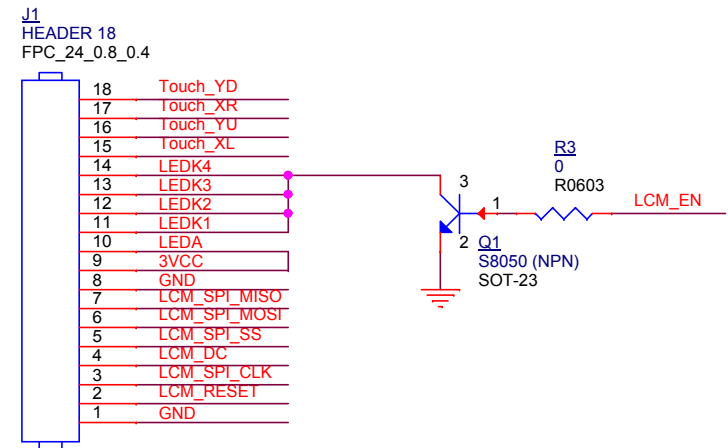 J1
HEADER 18
FPC_24_0.8_0.4
18 Touch_YD
17 Touch_XR
16 Touch_YU
15 Touch_XL
14 LEDK4
13 LEDK3
12 LEDK2
11 LEDK1
10 LEDA
9 3VCC
8 GND
7 LCM_SPI_MISO
6 LCM_SPI_MOSI
5 LCM_SPI_SS
4 LCM_DC
3 LCM_SPI_CLK
2 LCM_RESET
1 GND
3
1
2
Q1
S8050 (NPN)
SOT-23
R3
0
R0603
LCM_EN